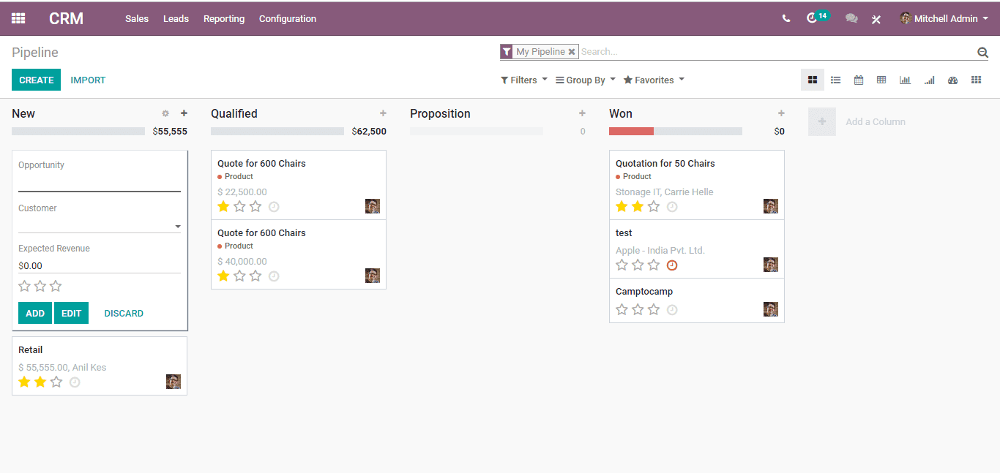 CRM Sales Leads Reporting Configuration 14 Mitchell Admin
Pipeline My Pipeline Search...
CREATE IMPORT Filters Group By Favorites
New
$55,555
Opportunity
Customer
Expected Revenue
$0.00
ADD EDIT DISCARD
Retail
$ 55,555.00, Anil Kes
Qualified
$62,500
Quote for 600 Chairs
Product
$ 22,500.00
Quote for 600 Chairs
Product
$ 40,000.00
Proposition
0
Won
$0
Quotation for 50 Chairs
Product
Stonage IT, Carrie Helle
test
Apple - India Pvt. Ltd.
Camptocamp
Add a Column